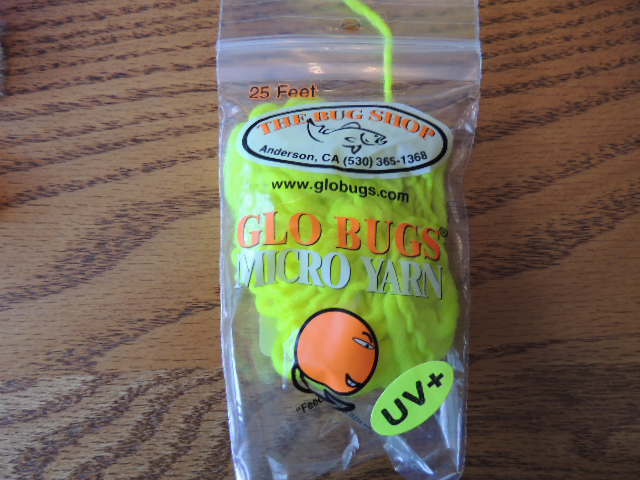 25 Feet
THE BUG SHOP
Anderson, CA (530) 365-1368
www.globugs.com
GLO BUGS®
MICRO YARN
UV+